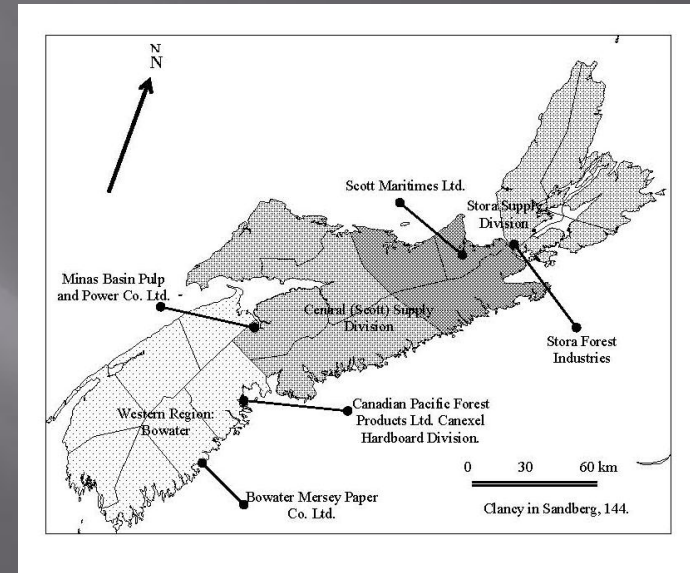 N
N
Scott Maritimes Ltd.
Stora Supply
Division
Minas Basin Pulp
and Power Co. Ltd.
Central (Scott) Supply
Division
Stora Forest
Industries
Canadian Pacific Forest
Products Ltd. Canexel
Hardboard Division.
Western Region:
Bowater
0 30 60 km
Bowater Mersey Paper
Co. Ltd.
Clancy in Sandberg, 144.